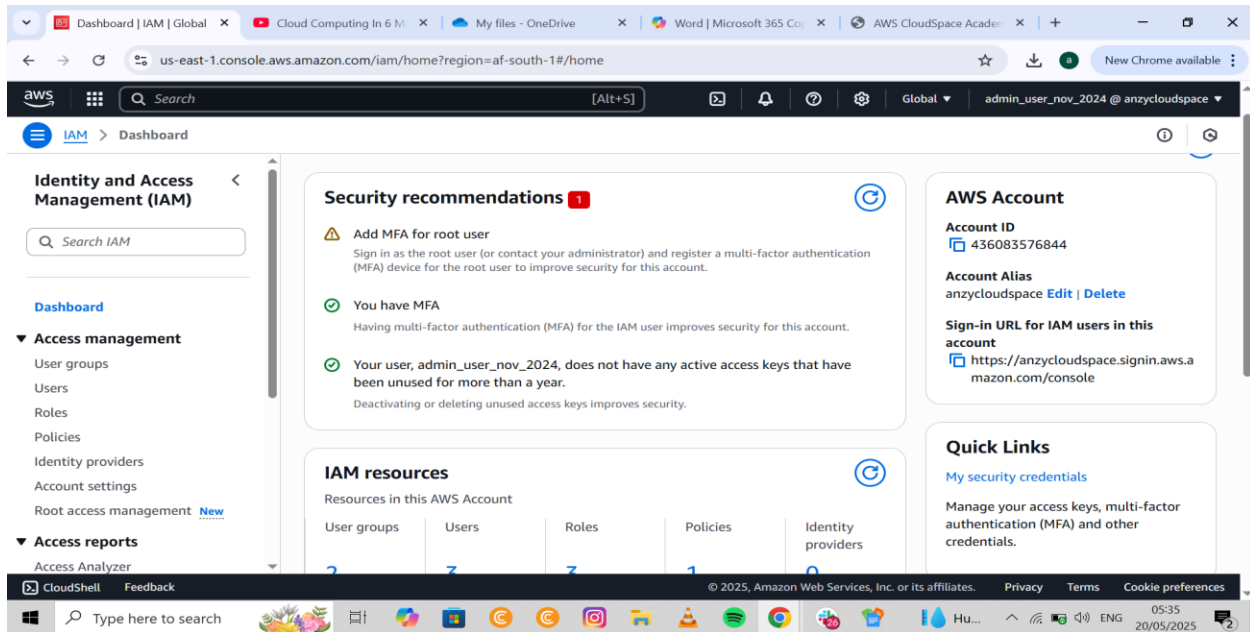 Dashboard | IAM | Global
Cloud Computing In 6 M
My files - OneDrive
Word | Microsoft 365 Cop
AWS CloudSpace Academ
us-east-1.console.aws.amazon.com/iam/home?region=af-south-1#/home
a
New Chrome available
aws
Search
[Alt+S]
Global
admin_user_nov_2024 @ anzycloudspace
IAM > Dashboard
Identity and Access
Management (IAM)
Search IAM
Dashboard
Access management
User groups
Users
Roles
Policies
Identity providers
Account settings
Root access management New
Access reports
Access Analyzer
Security recommendations 1
Add MFA for root user
Sign in as the root user (or contact your administrator) and register a multi-factor authentication
(MFA) device for the root user to improve security for this account.
You have MFA
Having multi-factor authentication (MFA) for the IAM user improves security for this account.
Your user, admin_user_nov_2024, does not have any active access keys that have
been unused for more than a year.
Deactivating or deleting unused access keys improves security.
IAM resources
Resources in this AWS Account
User groups
Users
Roles
Policies
Identity
providers
AWS Account
Account ID
436083576844
Account Alias
anzycloudspace Edit | Delete
Sign-in URL for IAM users in this
account
https://anzycloudspace.signin.aws.a
mazon.com/console
Quick Links
My security credentials
Manage your access keys, multi-factor
authentication (MFA) and other
credentials.
CloudShell
Feedback
© 2025, Amazon Web Services, Inc. or its affiliates.
Privacy
Terms
Cookie preferences
Type here to search
26
Hu...
ENG
05:35
20/05/2025
2